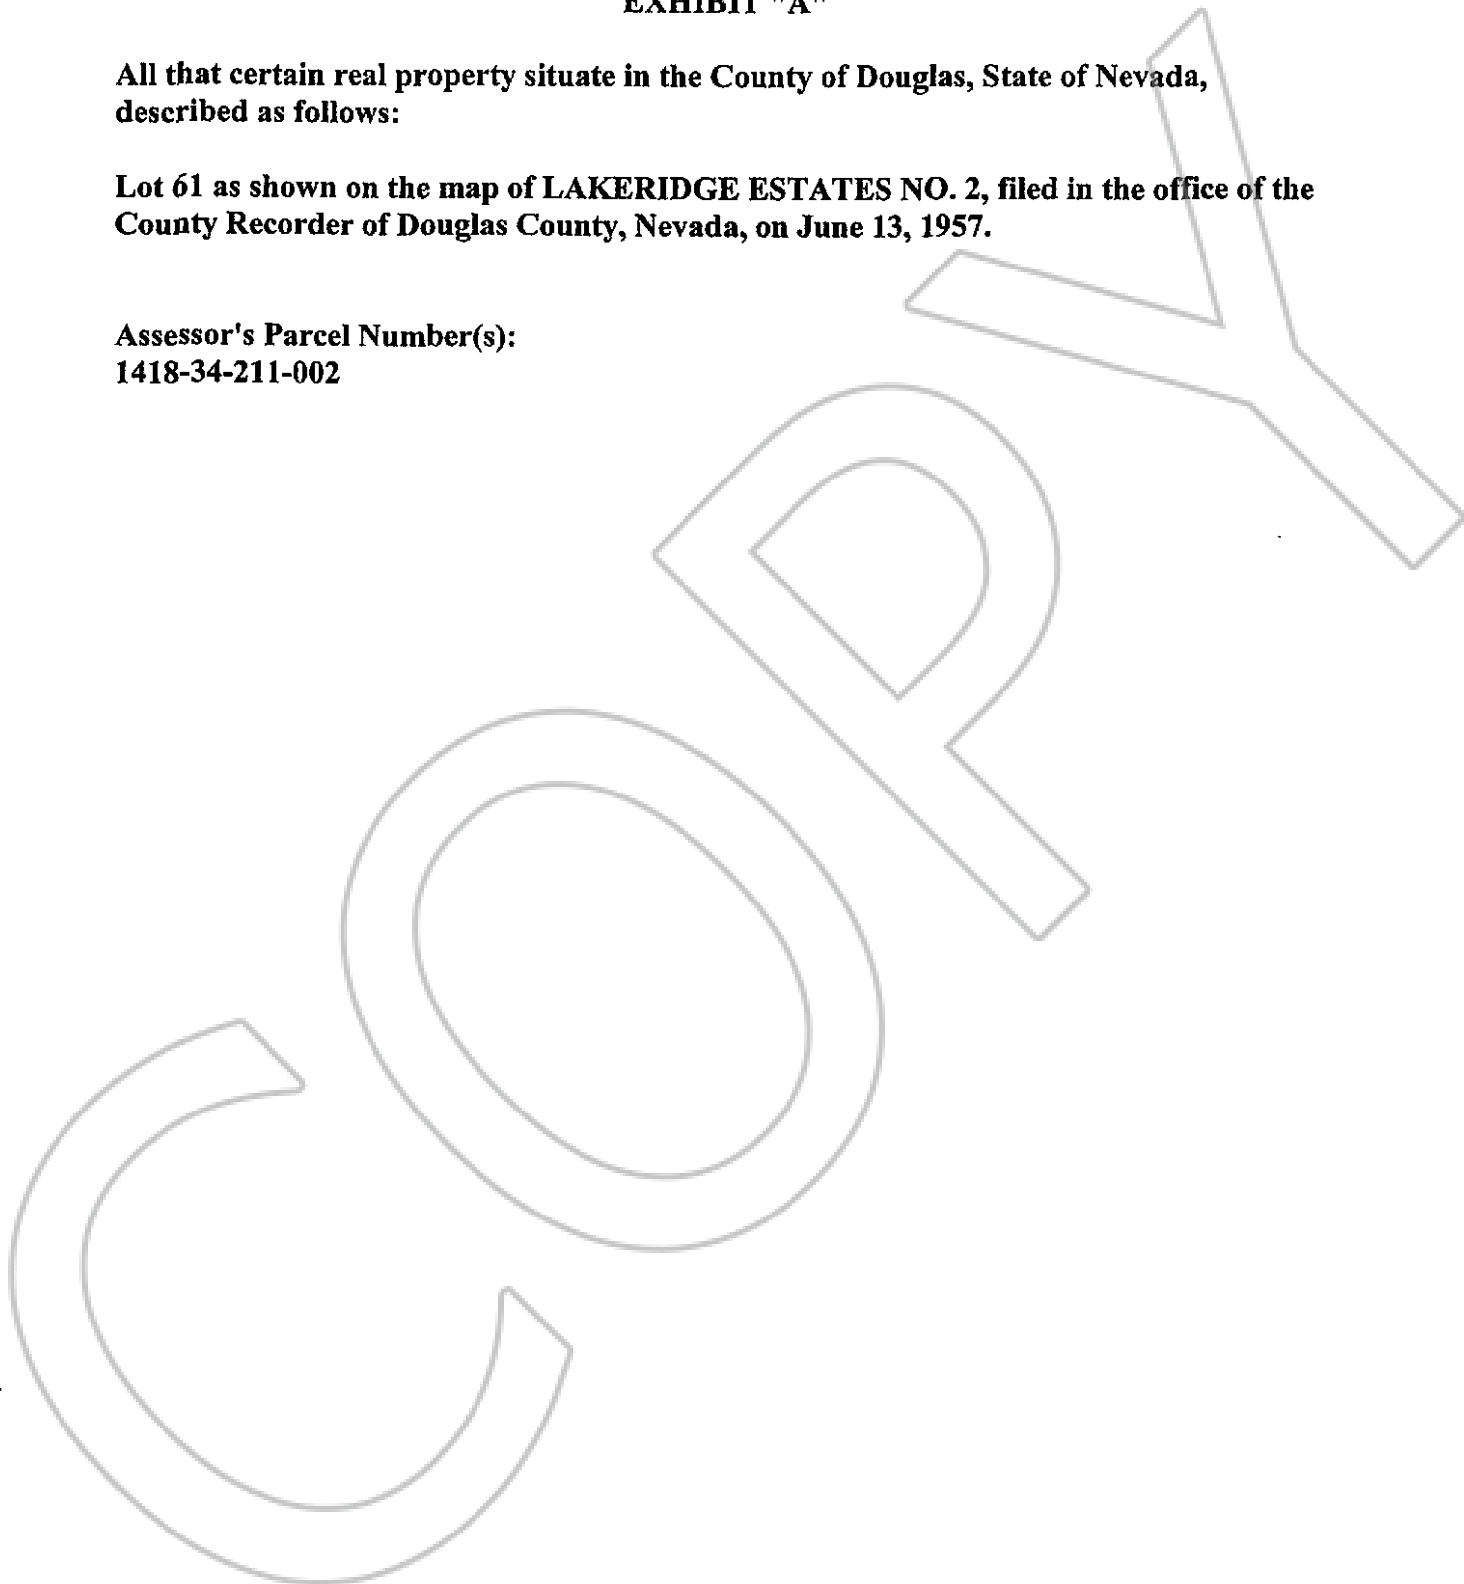 EXHIBIT "A"
All that certain real property situate in the County of Douglas, State of Nevada,
described as follows:
Lot 61 as shown on the map of LAKERIDGE ESTATES NO. 2, filed in the office of the
County Recorder of Douglas County, Nevada, on June 13, 1957.
Assessor's Parcel Number(s):
1418-34-211-002
COPY